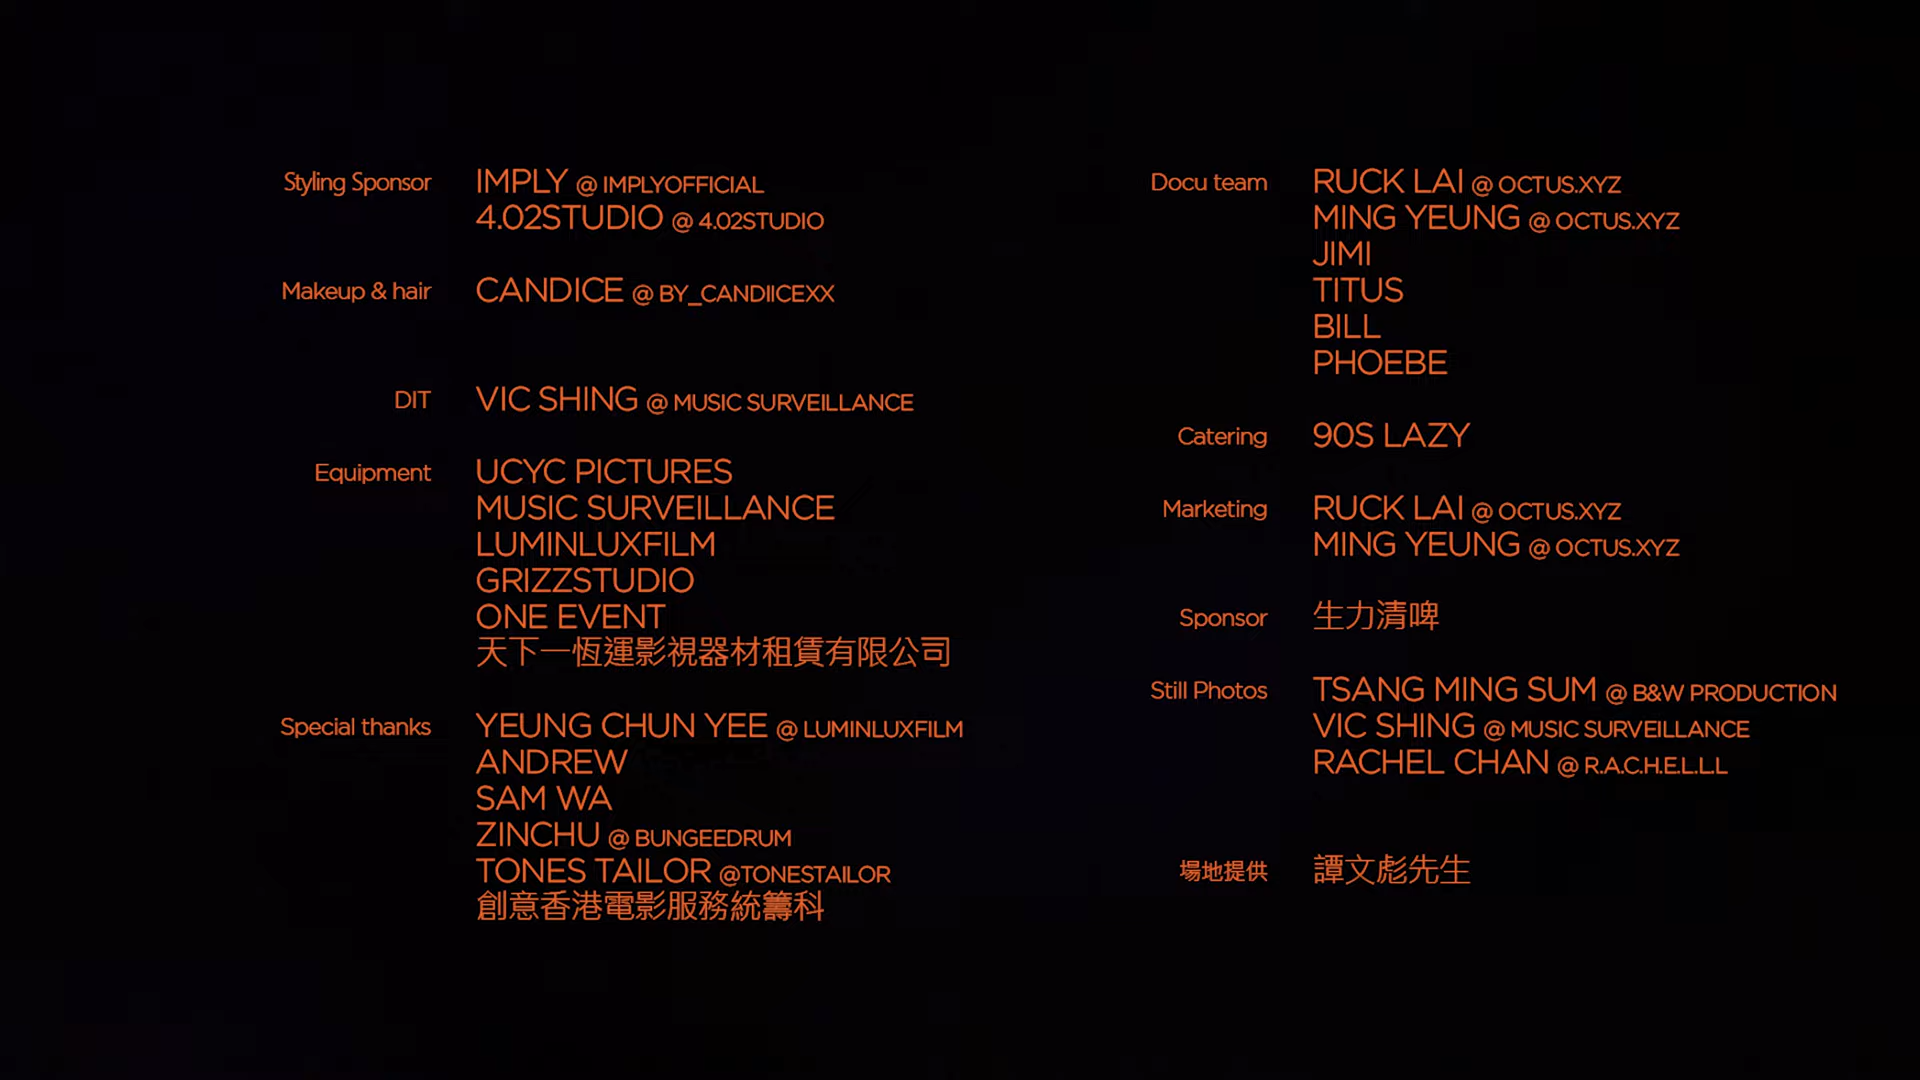 Styling Sponsor IMPLY @ IMPLYOFFICIAL
4.02STUDIO @ 4.02STUDIO
Makeup & hair CANDICE @ BY_CANDIICEXX
DIT VIC SHING @ MUSIC SURVEILLANCE
Equipment UCYC PICTURES
MUSIC SURVEILLANCE
LUMINLUXFILM
GRIZZSTUDIO
ONE EVENT
天下一恆運影視器材租賃有限公司
Special thanks YEUNG CHUN YEE @ LUMINLUXFILM
ANDREW
SAM WA
ZINCHU @ BUNGEEDRUM
TONES TAILOR @TONESTAILOR
創意香港電影服務統籌科
Docu team RUCK LAI @ OCTUS.XYZ
MING YEUNG @ OCTUS.XYZ
JIMI
TITUS
BILL
PHOEBE
Catering 90S LAZY
Marketing RUCK LAI @ OCTUS.XYZ
MING YEUNG @ OCTUS.XYZ
Sponsor 生力清啤
Still Photos TSANG MING SUM @ B&W PRODUCTION
VIC SHING @ MUSIC SURVEILLANCE
RACHEL CHAN @ R.A.C.H.E.L.L.L
場地提供 譚文彪先生